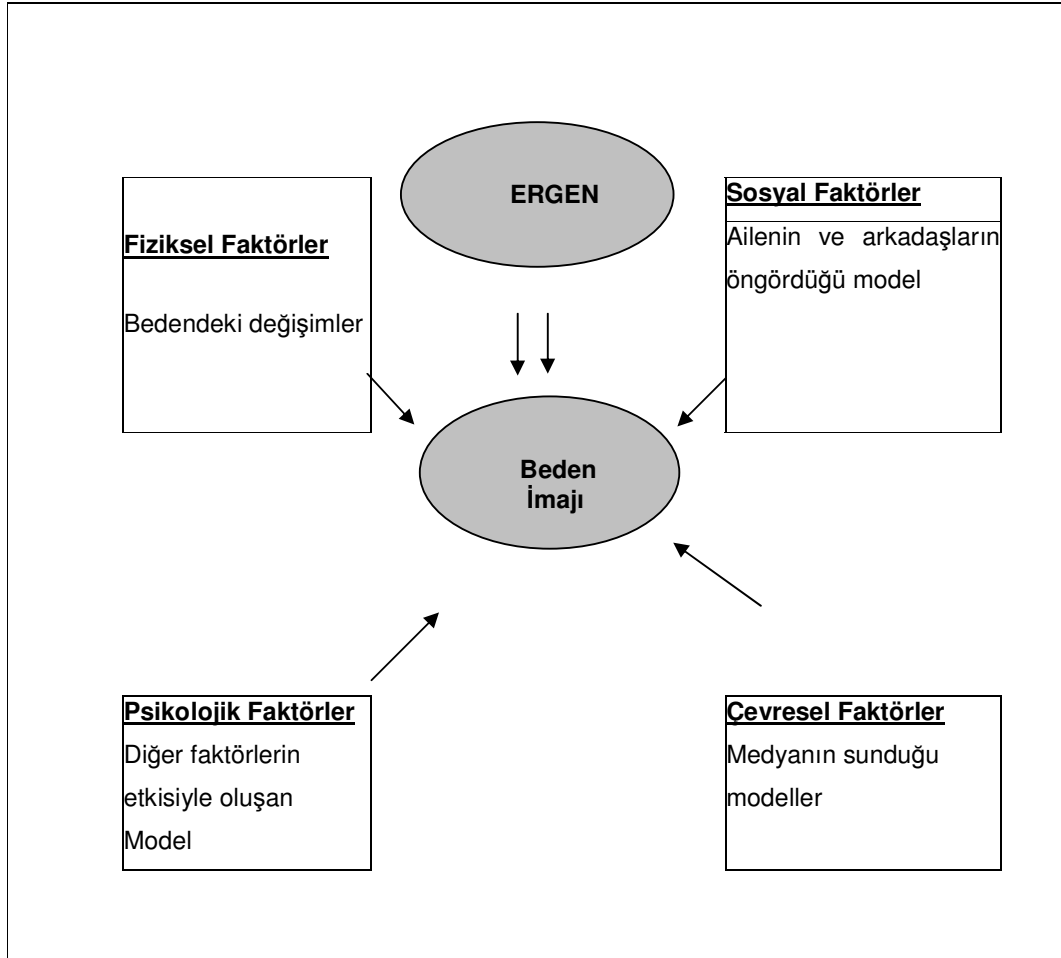 ERGEN
Fiziksel Faktörler
Bedendeki değişimler
Sosyal Faktörler
Ailenin ve arkadaşların
öngördüğü model
Beden
İmajı
Psikolojik Faktörler
Diğer faktörlerin
etkisiyle oluşan
Model
Çevresel Faktörler
Medyanın sunduğu
modeller